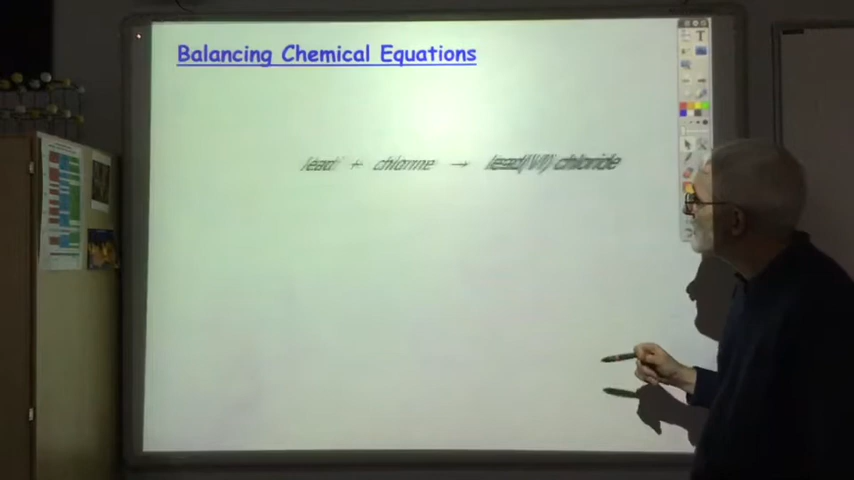 Balancing Chemical Equations
lead + chlorine → chloride